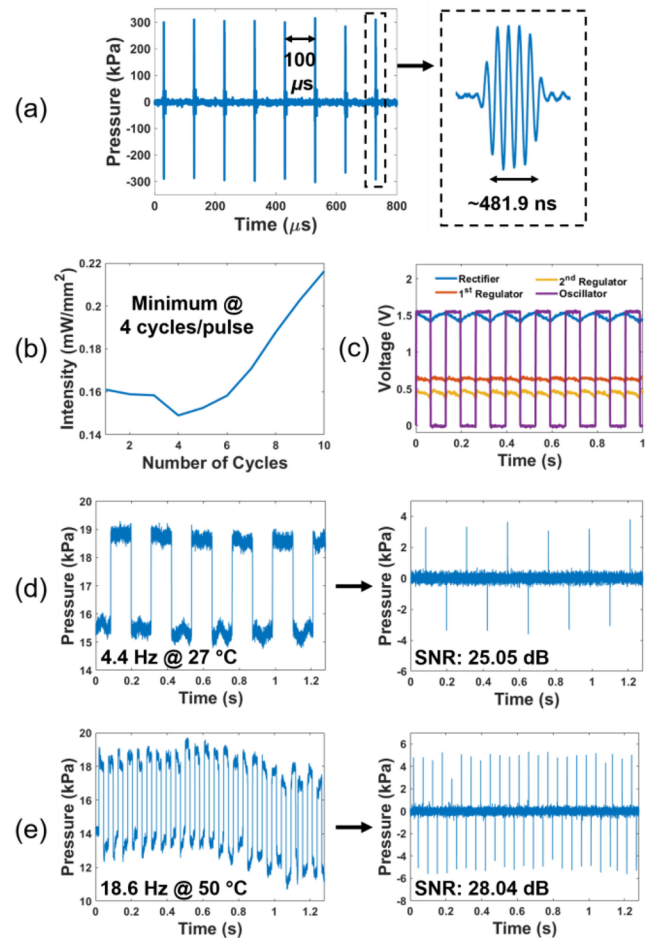 (a)
Pressure (kPa)
300
200
100
0
-100
-200
-300
100
μs
0 200 400 600 800
Time (μs)
~481.9 ns
(b)
Intensity (mW/mm²)
0.22
0.2
0.18
0.16
0.14
Minimum @
4 cycles/pulse
2 4 6 8 10
Number of Cycles
(c)
Voltage (V)
2
1.5
1
0.5
0
Rectifier 2nd Regulator
1st Regulator Oscillator
0 0.2 0.4 0.6 0.8 1
Time (s)
(d)
Pressure (kPa)
20
19
18
17
16
15
14
4.4 Hz @ 27 °C
0 0.2 0.4 0.6 0.8 1 1.2
Time (s)
Pressure (kPa)
4
2
0
-2
-4
-6
SNR: 25.05 dB
0 0.2 0.4 0.6 0.8 1 1.2
Time (s)
(e)
Pressure (kPa)
20
18
16
14
12
10
18.6 Hz @ 50 °C
0 0.2 0.4 0.6 0.8 1 1.2
Time (s)
Pressure (kPa)
6
4
2
0
-2
-4
-6
-8
SNR: 28.04 dB
0 0.2 0.4 0.6 0.8 1 1.2
Time (s)